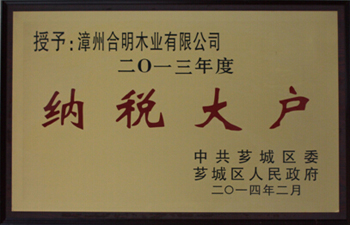 授予：漳州合明木业有限公司
二〇一三年度
纳税大户
中共芗城区委
芗城区人民政府
二〇一四年二月